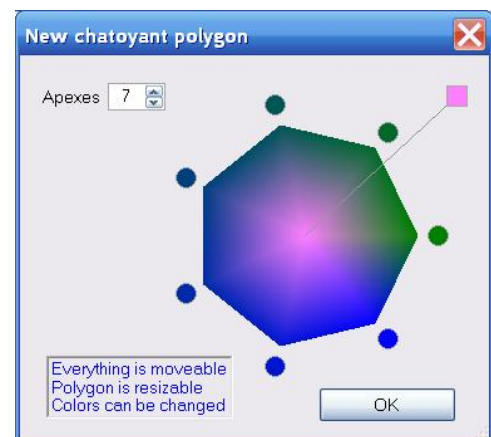 New chatoyant polygon
Apexes 7
Everything is moveable
Polygon is resizable
Colors can be changed
OK